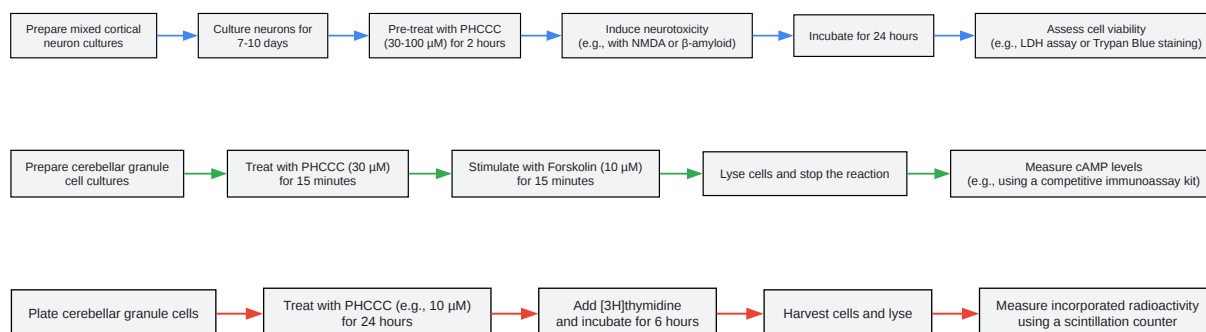 Prepare mixed cortical
neuron cultures
Culture neurons for
7-10 days
Pre-treat with PHCCC
(30-100 µM) for 2 hours
Induce neurotoxicity
(e.g., with NMDA or β-amyloid)
Incubate for 24 hours
Assess cell viability
(e.g., LDH assay or Trypan Blue staining)
Prepare cerebellar granule
cell cultures
Treat with PHCCC (30 µM)
for 15 minutes
Stimulate with Forskolin (10 µM)
for 15 minutes
Lyse cells and stop the reaction
Measure cAMP levels
(e.g., using a competitive immunoassay kit)
Plate cerebellar granule cells
Treat with PHCCC (e.g., 10 µM)
for 24 hours
Add [3H]thymidine
and incubate for 6 hours
Harvest cells and lyse
Measure incorporated radioactivity
using a scintillation counter